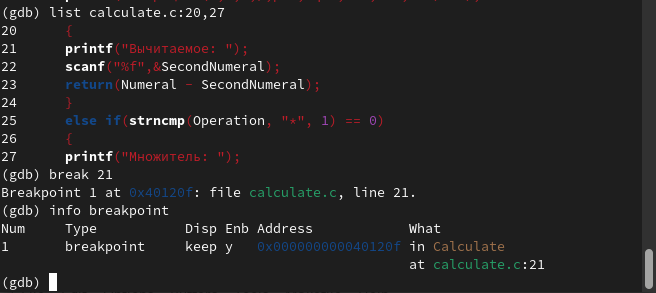 (gdb) list calculate.c:20,27
20 {
21 printf("Вычитаемое: ");
22 scanf("%f",&SecondNumeral);
23 return(Numeral - SecondNumeral);
24 }
25 else if(strncmp(Operation, "*", 1) == 0)
26 {
27 printf("Множитель: ");
(gdb) break 21
Breakpoint 1 at 0x40120f: file calculate.c, line 21.
(gdb) info breakpoint
Num Type Disp Enb Address What
1 breakpoint keep y 0x000000000040120f in Calculate
at calculate.c:21
(gdb)